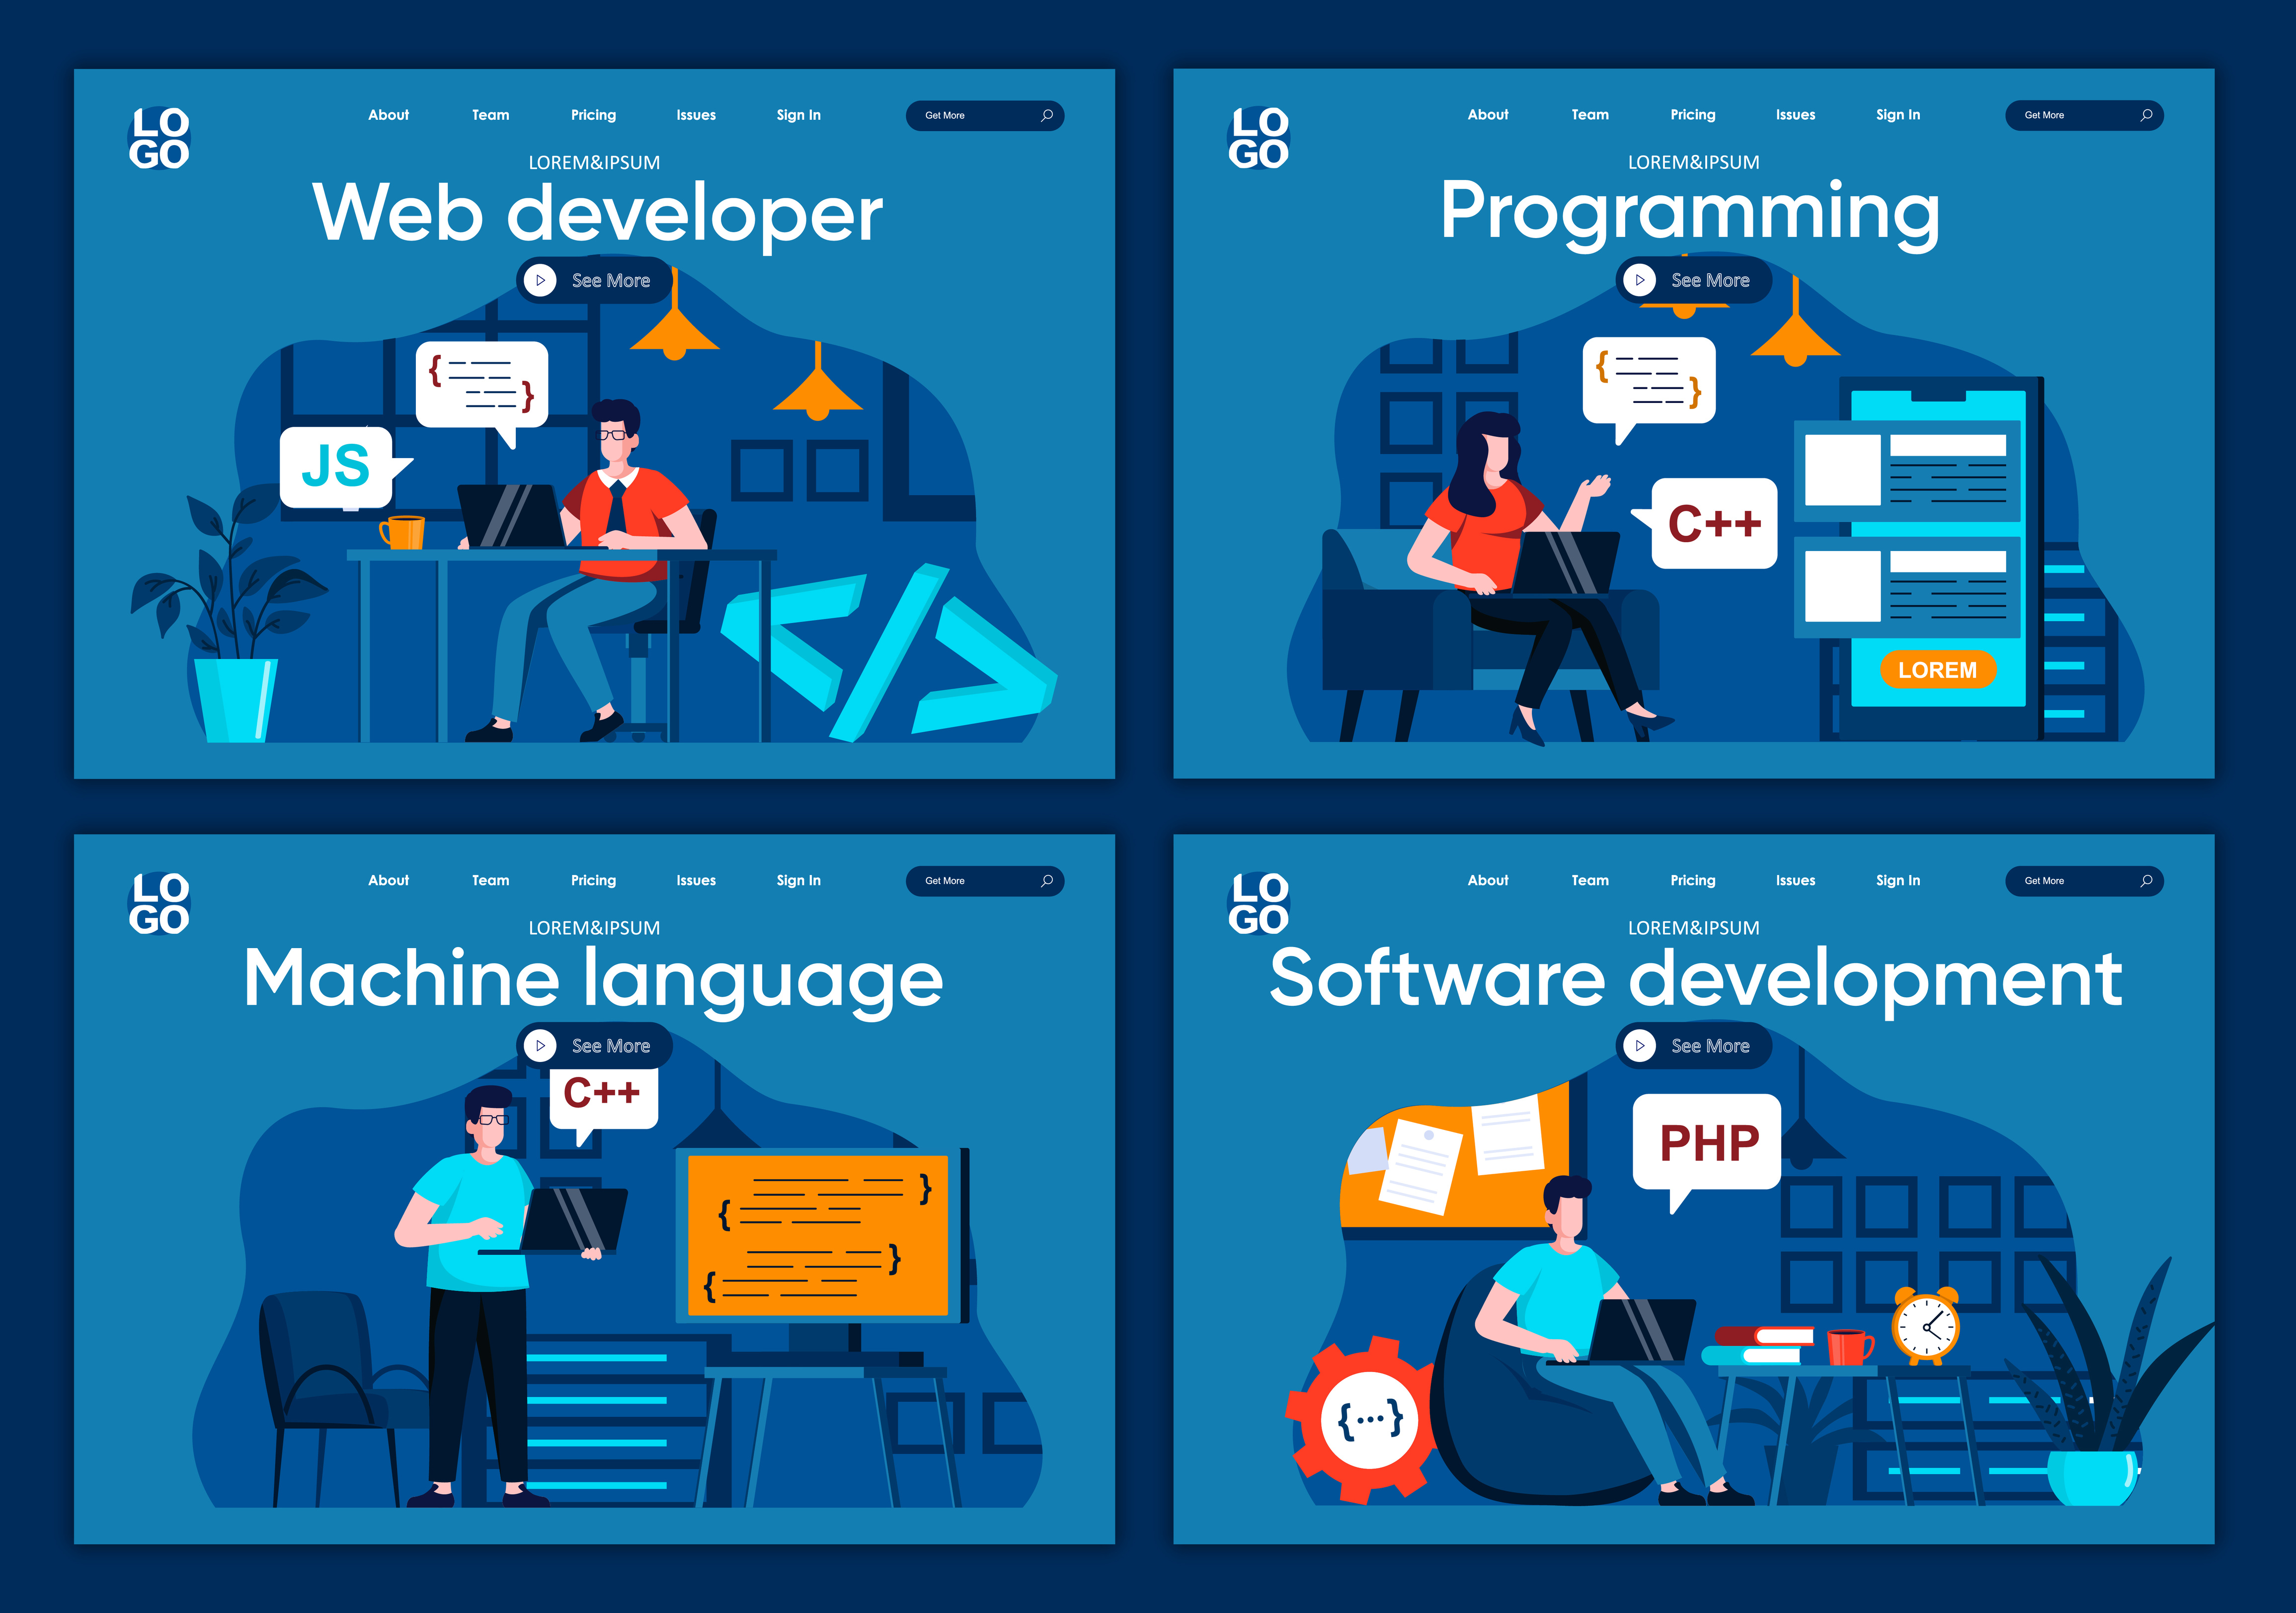 LO
GO
About Team Pricing Issues Sign In Get More
LOREM&IPSUM
Web developer
See More
{
}
JS
</>
LO
GO
About Team Pricing Issues Sign In Get More
LOREM&IPSUM
Programming
See More
{
}
C++
LOREM
LO
GO
About Team Pricing Issues Sign In Get More
LOREM&IPSUM
Machine language
See More
C++
}
{
}
{
LO
GO
About Team Pricing Issues Sign In Get More
LOREM&IPSUM
Software development
See More
PHP
{...}